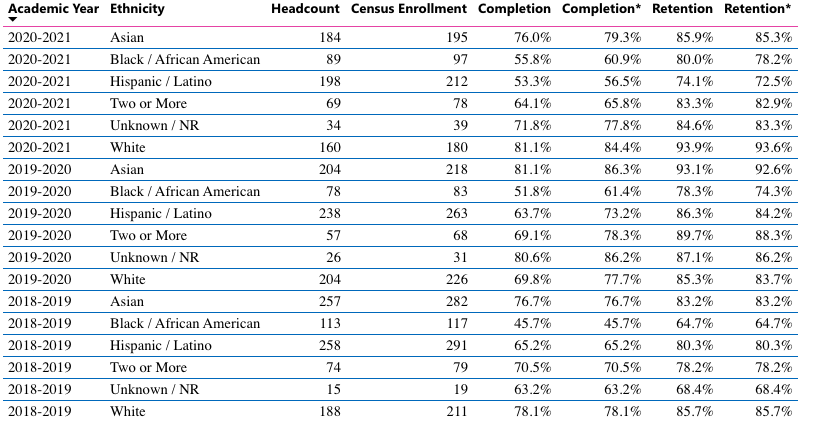 Academic Year Ethnicity Headcount Census Enrollment Completion Completion* Retention Retention*
2020-2021 Asian 184 195 76.0% 79.3% 85.9% 85.3%
2020-2021 Black / African American 89 97 55.8% 60.9% 80.0% 78.2%
2020-2021 Hispanic / Latino 198 212 53.3% 56.5% 74.1% 72.5%
2020-2021 Two or More 69 78 64.1% 65.8% 83.3% 82.9%
2020-2021 Unknown / NR 34 39 71.8% 77.8% 84.6% 83.3%
2020-2021 White 160 180 81.1% 84.4% 93.9% 93.6%
2019-2020 Asian 204 218 81.1% 86.3% 93.1% 92.6%
2019-2020 Black / African American 78 83 51.8% 61.4% 78.3% 74.3%
2019-2020 Hispanic / Latino 238 263 63.7% 73.2% 86.3% 84.2%
2019-2020 Two or More 57 68 69.1% 78.3% 89.7% 88.3%
2019-2020 Unknown / NR 26 31 80.6% 86.2% 87.1% 86.2%
2019-2020 White 204 226 69.8% 77.7% 85.3% 83.7%
2018-2019 Asian 257 282 76.7% 76.7% 83.2% 83.2%
2018-2019 Black / African American 113 117 45.7% 45.7% 64.7% 64.7%
2018-2019 Hispanic / Latino 258 291 65.2% 65.2% 80.3% 80.3%
2018-2019 Two or More 74 79 70.5% 70.5% 78.2% 78.2%
2018-2019 Unknown / NR 15 19 63.2% 63.2% 68.4% 68.4%
2018-2019 White 188 211 78.1% 78.1% 85.7% 85.7%